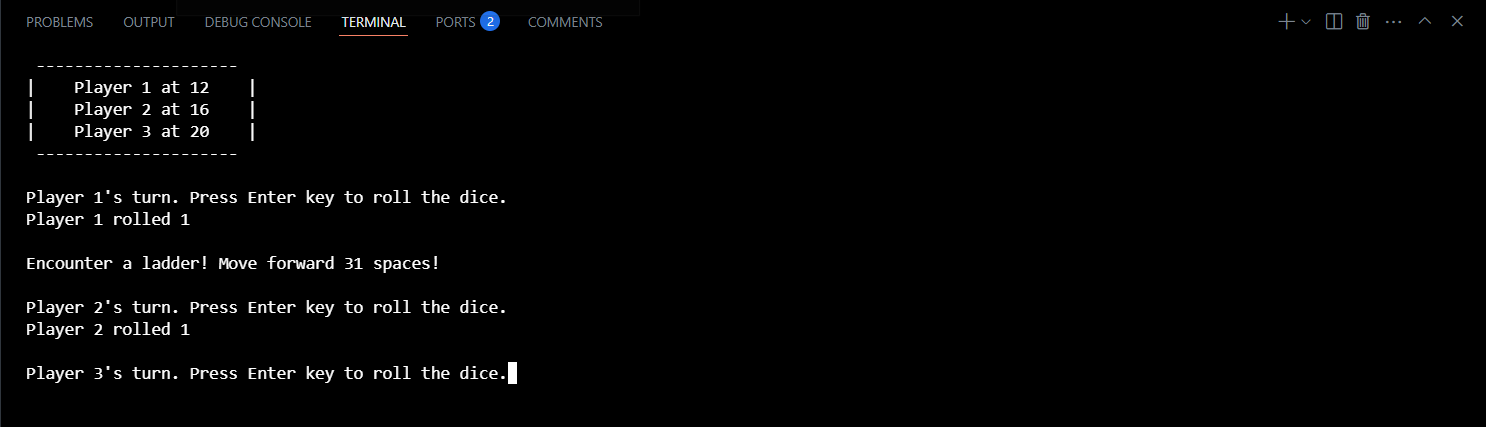 PROBLEMS OUTPUT DEBUG CONSOLE TERMINAL PORTS 2 COMMENTS
---------------------
| Player 1 at 12 |
| Player 2 at 16 |
| Player 3 at 20 |
---------------------
Player 1's turn. Press Enter key to roll the dice.
Player 1 rolled 1
Encounter a ladder! Move forward 31 spaces!
Player 2's turn. Press Enter key to roll the dice.
Player 2 rolled 1
Player 3's turn. Press Enter key to roll the dice.